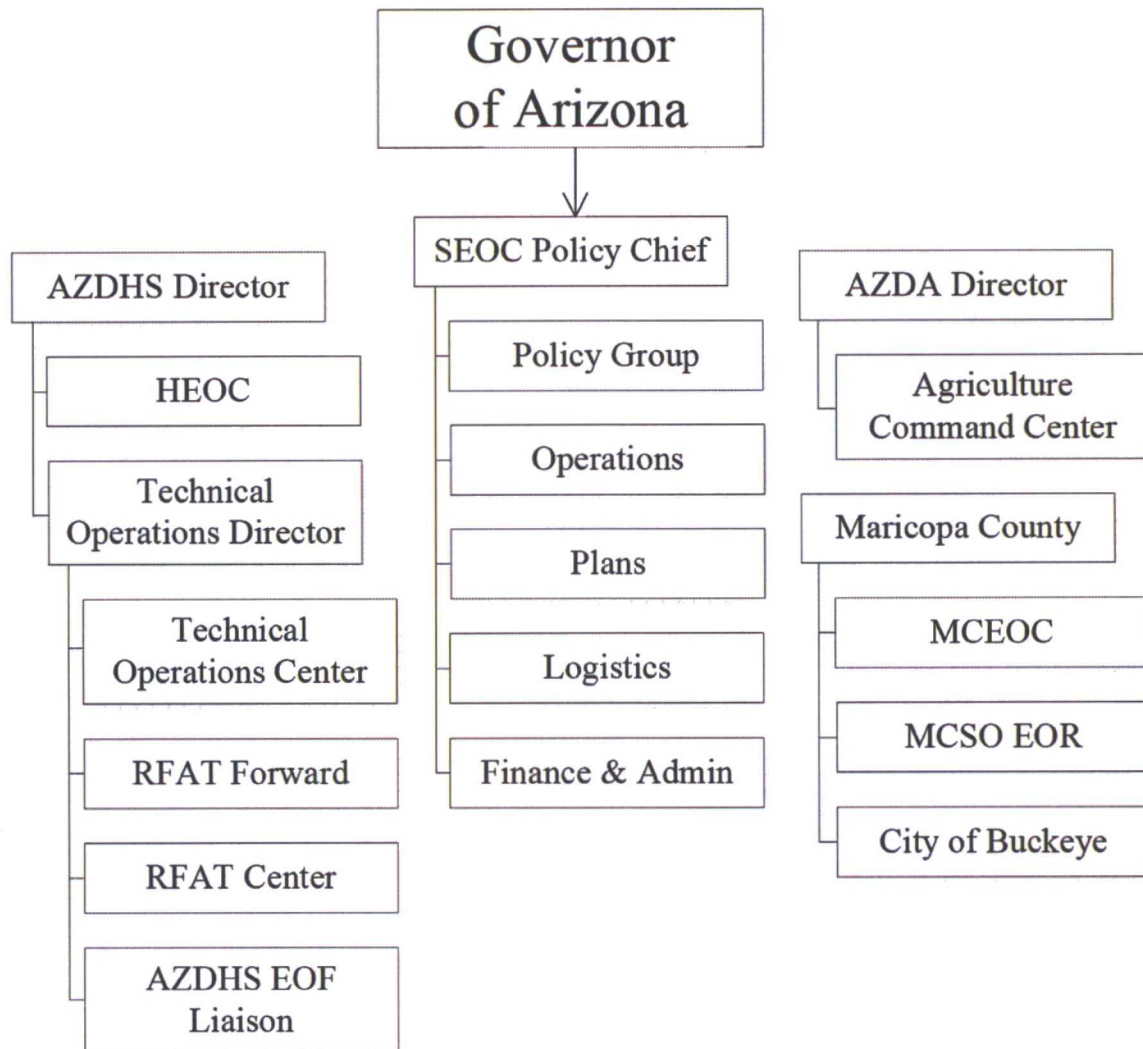 Governor
of Arizona
SEOC Policy Chief
Policy Group
Operations
Plans
Logistics
Finance & Admin
AZDHS Director
HEOC
Technical
Operations Director
Technical
Operations Center
RFAT Forward
RFAT Center
AZDHS EOF
Liaison
AZDA Director
Agriculture
Command Center
Maricopa County
MCEOC
MCSO EOR
City of Buckeye